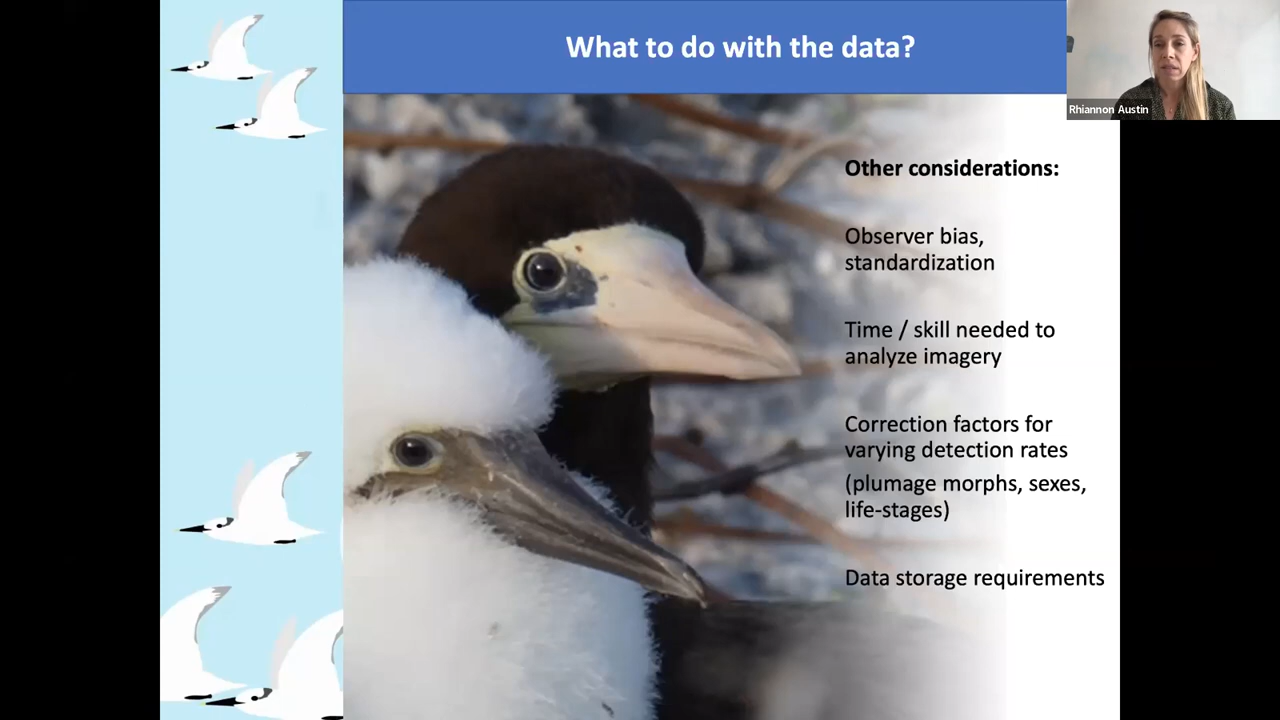 What to do with the data?
Rhiannon Austin
Other considerations:
Observer bias,
standardization
Time / skill needed to
analyze imagery
Correction factors for
varying detection rates
(plumage morphs, sexes,
life-stages)
Data storage requirements